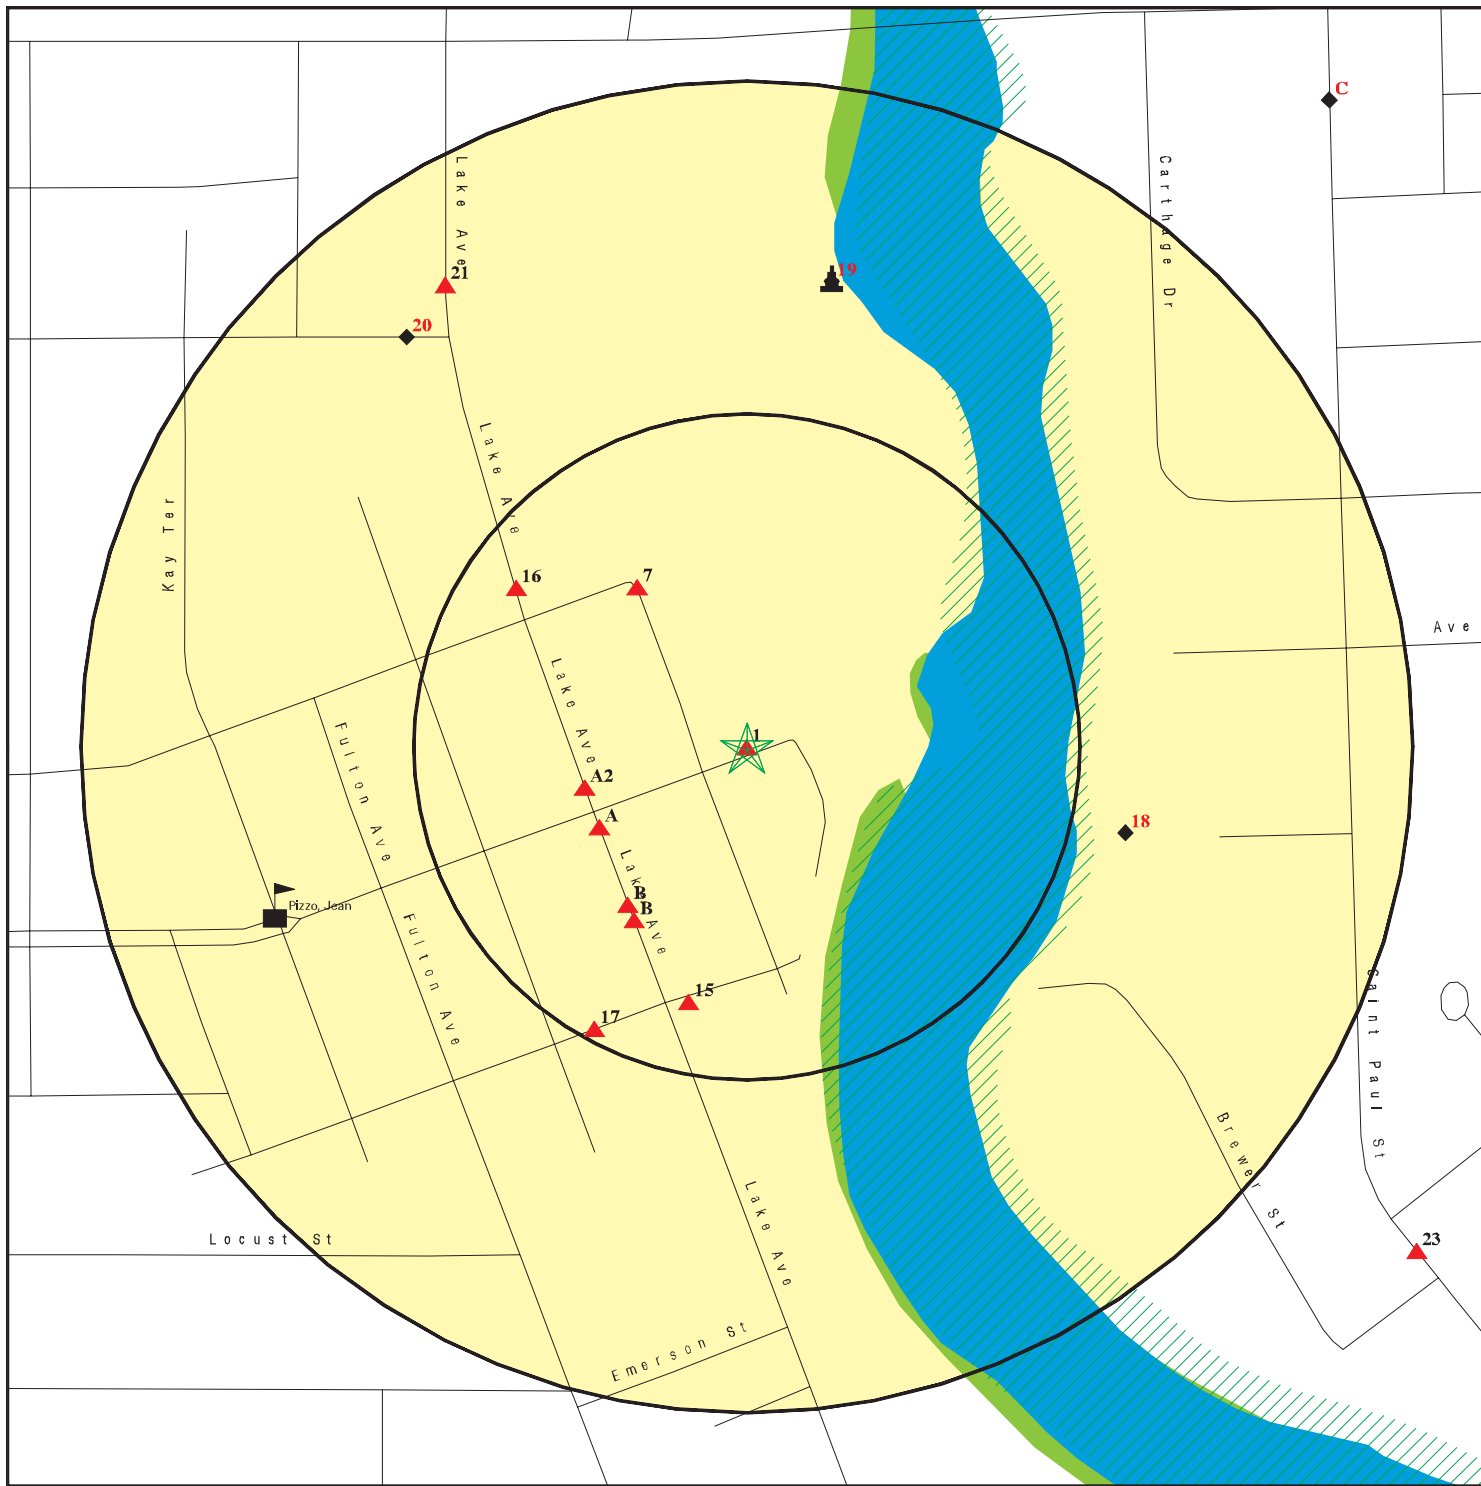 C
Lake Ave
Carthage Dr
19
21
20
Lake Ave
Kay Ter
16
7
Ave
Lake Ave
Fulton Ave
1
A2
A
18
Lake Ave
B
B
Pizzo, Joan
Fulton Ave
Saint Paul St
15
17
Brewer St
Lake Ave
Locust St
23
Emerson St